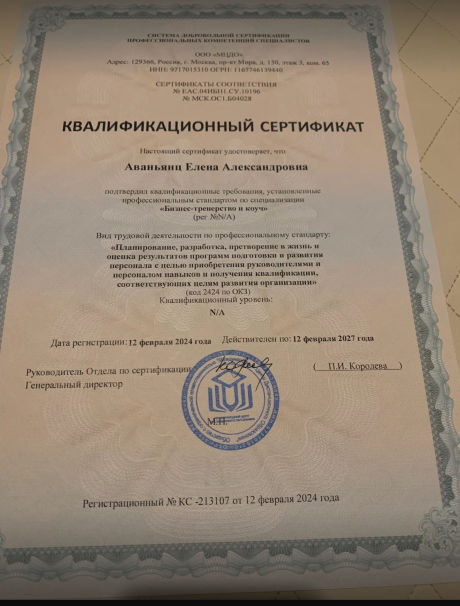 СИСТЕМА ДОБРОВОЛЬНОЙ СЕРТИФИКАЦИИ
ПРОФЕССИОНАЛЬНЫХ КОМПЕТЕНЦИЙ СПЕЦИАЛИСТОВ
ООО «МЦДО»
Адрес: 129366, Россия, г. Москва, пр-кт Мира, д. 150, этаж 3, ком. 65
ИНН: 9717015310 ОГРН: 1167746139440
СЕРТИФИКАТЫ СООТВЕТСТВИЯ
№ ЕАС.04ИБН1.СУ.10196
№ МСК.ОС1.Б04028
КВАЛИФИКАЦИОННЫЙ СЕРТИФИКАТ
Настоящий сертификат удостоверяет, что
Аваньянц Елена Александровна
подтвердил квалификационные требования, установленные
профессиональным стандартом по специализации
«Бизнес-тренерство и коуч»
(рег №N/A)
Вид трудовой деятельности по профессиональному стандарту:
«Планирование, разработка, претворение в жизнь и
оценка результатов программ подготовки и развития
персонала с целью приобретения руководителями и
персоналом навыков и получения квалификации,
соответствующих целям развития организации»
(код 2424 по ОКЗ)
Квалификационный уровень:
N/A
Дата регистрации: 12 февраля 2024 года Действителен по: 12 февраля 2027 года
Руководитель Отдела по сертификации ( П.И. Королева )
Генеральный директор
М.П.
Регистрационный № КС -213107 от 12 февраля 2024 года